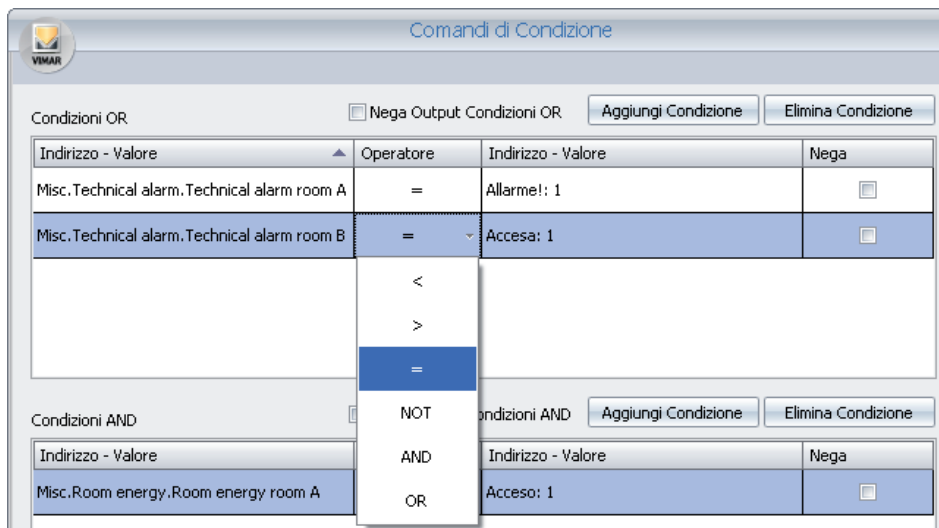 Comandi di Condizione
VIMAR
Condizioni OR
Nega Output Condizioni OR
Aggiungi Condizione
Elimina Condizione
Indirizzo - Valore Operatore Indirizzo - Valore Nega
Misc.Technical alarm.Technical alarm room A = Allarme!: 1
Misc.Technical alarm.Technical alarm room B = Accesa: 1
<
>
=
NOT
AND
OR
Condizioni AND
ondizioni AND
Aggiungi Condizione
Elimina Condizione
Indirizzo - Valore Indirizzo - Valore Nega
Misc.Room energy.Room energy room A Acceso: 1